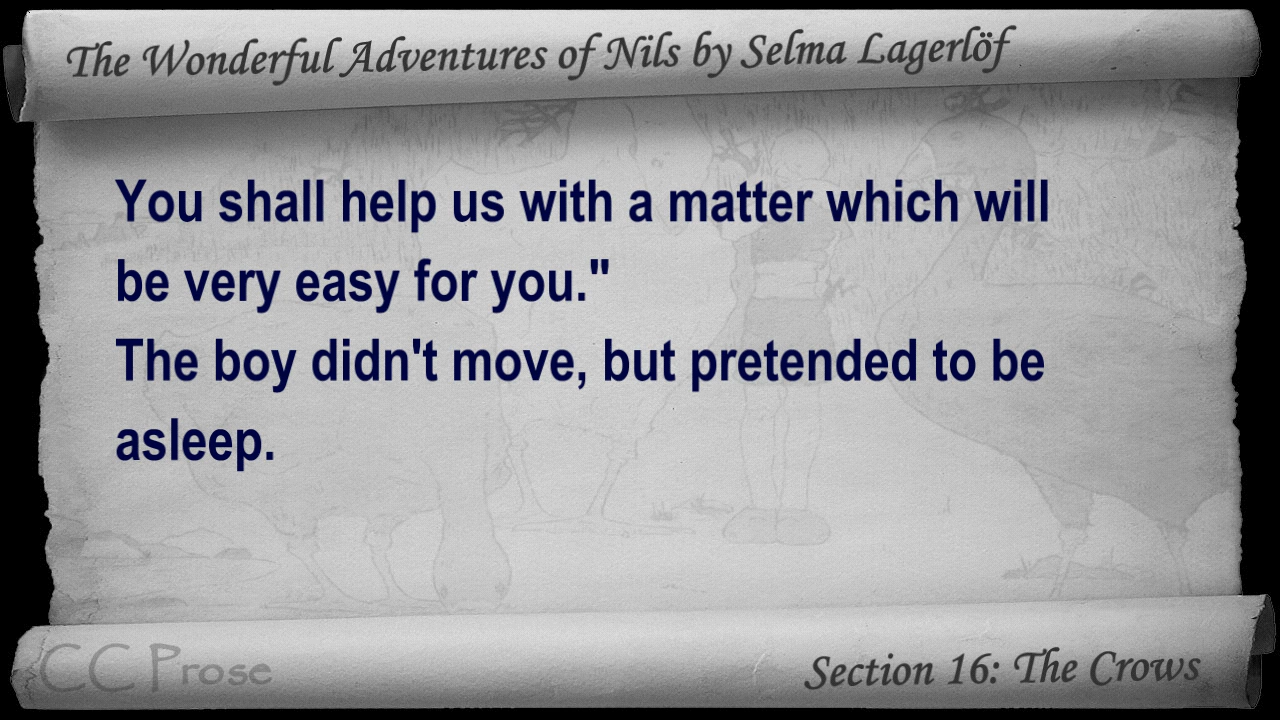 The Wonderful Adventures of Nils by Selma Lagerlöf
You shall help us with a matter which will
be very easy for you."
The boy didn't move, but pretended to be
asleep.
CC Prose
Section 16: The Crows